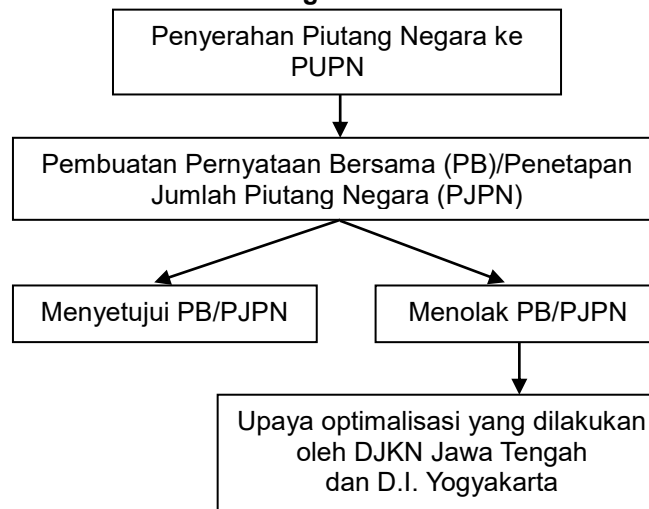 Penyerahan Piutang Negara ke
PUPN
Pembuatan Pernyataan Bersama (PB)/Penetapan
Jumlah Piutang Negara (PJPN)
Menyetujui PB/PJPN
Menolak PB/PJPN
Upaya optimalisasi yang dilakukan
oleh DJKN Jawa Tengah
dan D.I. Yogyakarta